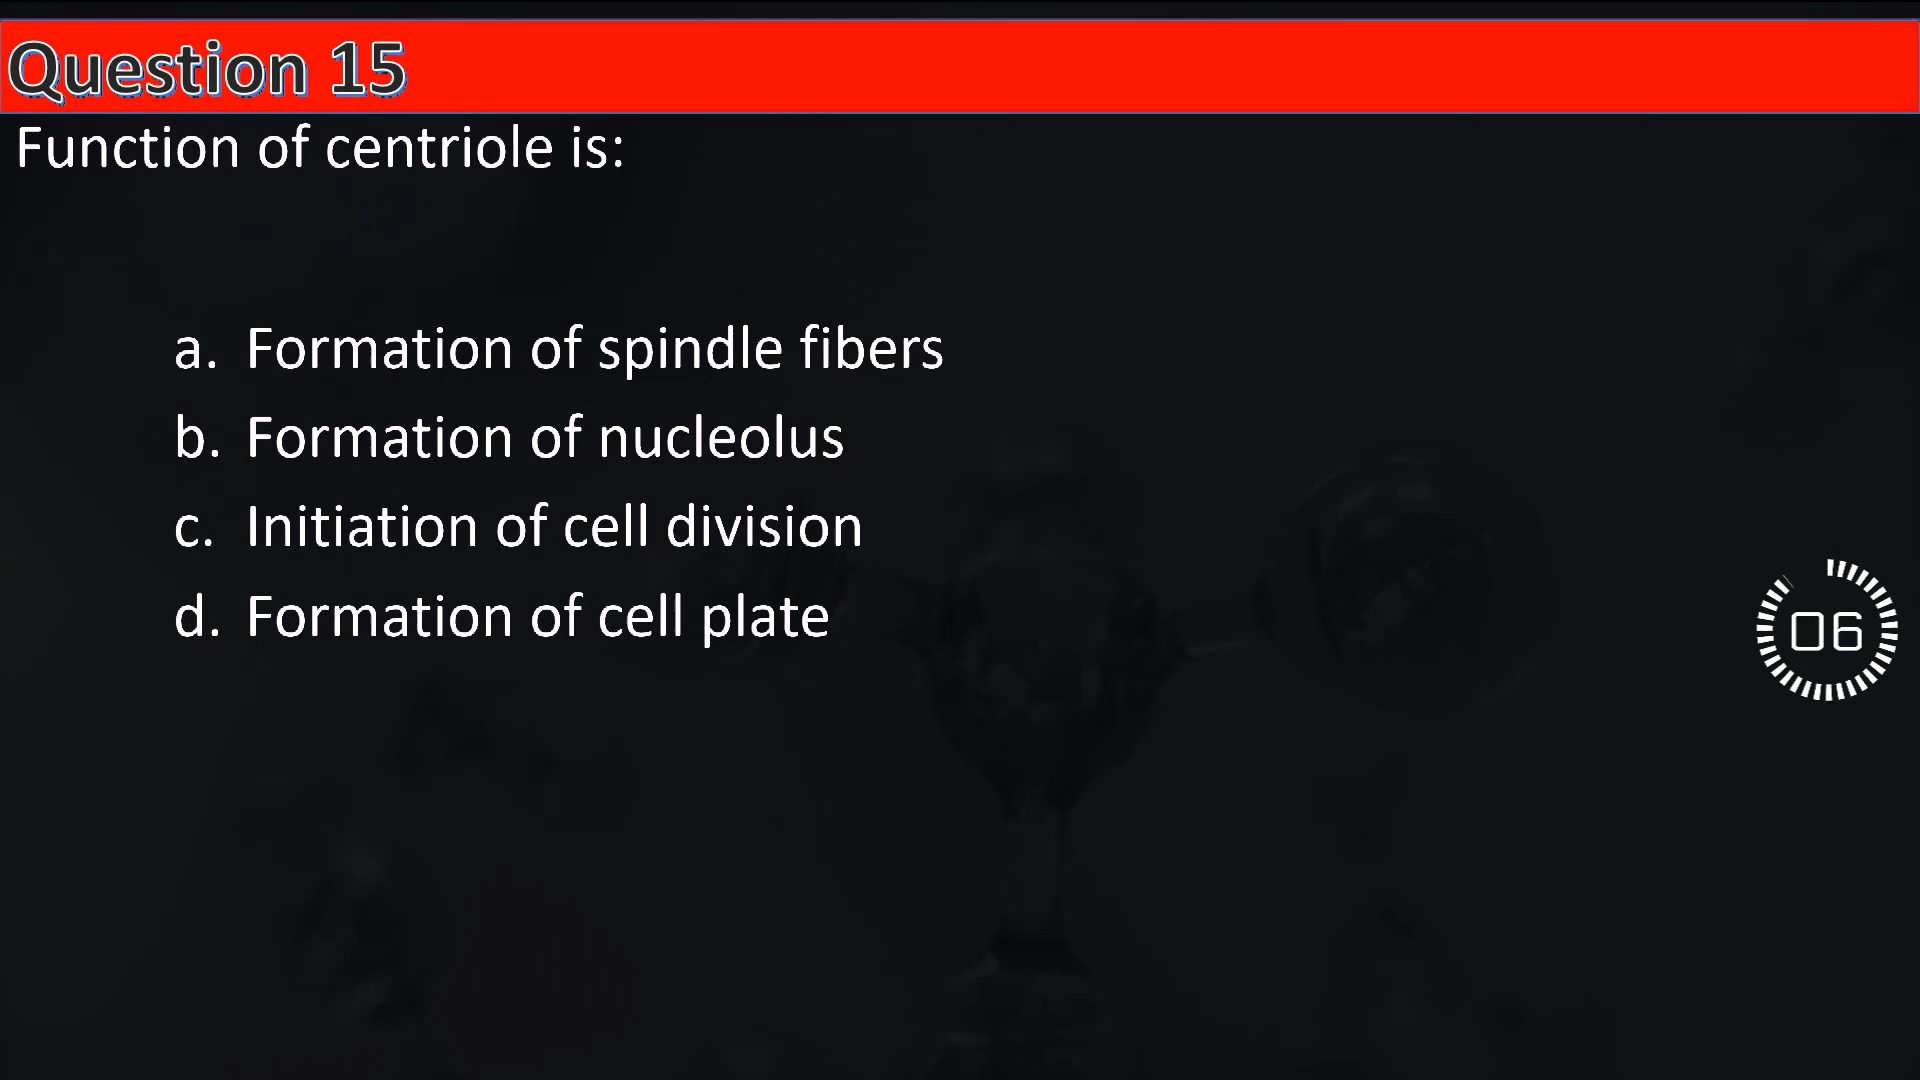 Question 15
Function of centriole is:
a. Formation of spindle fibers
b. Formation of nucleolus
c. Initiation of cell division
d. Formation of cell plate
06